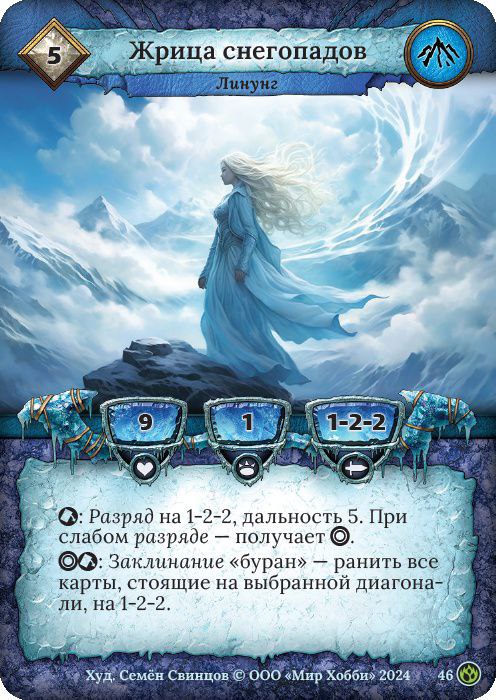 5
Жрица снегопадов
Линунг
9
1
1-2-2
: Разряд на 1-2-2, дальность 5. При
слабом разряде — получает .
: Заклинание «буран» — ранить все
карты, стоящие на выбранной диагона-
ли, на 1-2-2.
Худ. Семён Свинцов © ООО «Мир Хобби» 2024
46